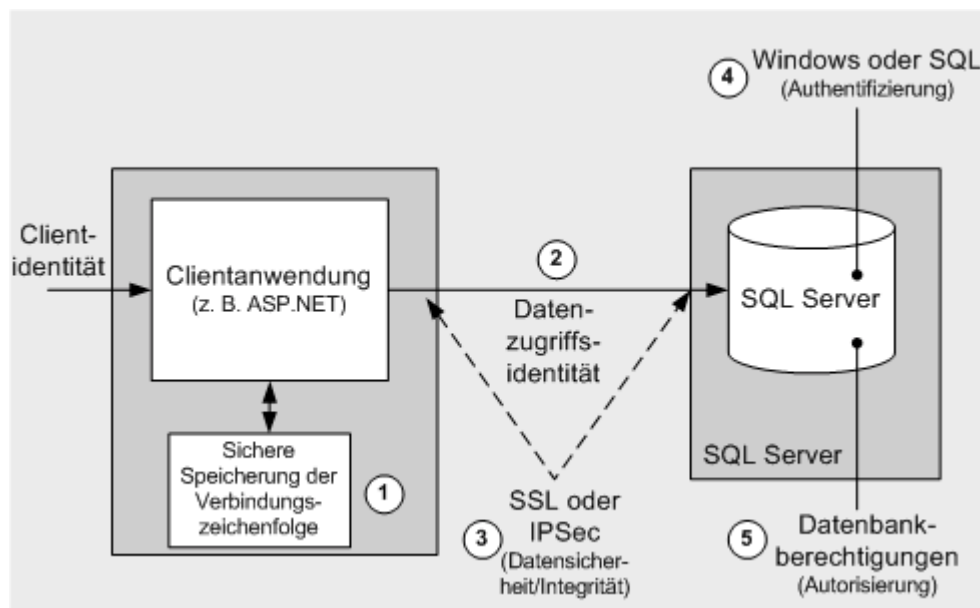 Client-
identität
Clientanwendung
(z. B. ASP.NET)
Sichere
Speicherung der
Verbindungs-
zeichenfolge
1
2
Daten-
zugriffs-
identität
3
SSL oder
IPSec
(Datensicher-
heit/Integrität)
4
Windows oder SQL
(Authentifizierung)
SQL Server
SQL Server
5
Datenbank-
berechtigungen
(Autorisierung)